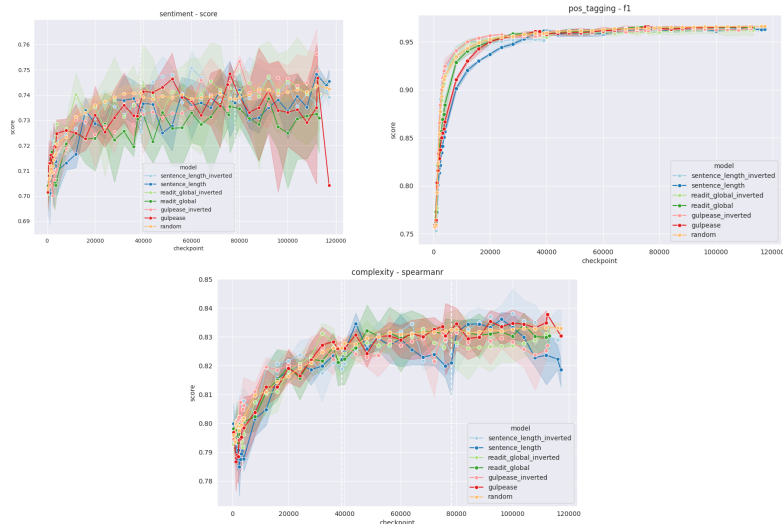 sentiment - score
0.76
0.75
0.74
0.73
0.72
0.71
0.70
0.69
score
0
20000
40000
60000
80000
100000
120000
checkpoint
model
sentence_length_inverted
sentence_length
readit_global_inverted
readit_global
gulpease_inverted
gulpease
random
pos_tagging - f1
0.95
0.90
0.85
0.80
0.75
score
0
20000
40000
60000
80000
100000
120000
checkpoint
model
sentence_length_inverted
sentence_length
readit_global_inverted
readit_global
gulpease_inverted
gulpease
random
complexity - spearmanr
0.85
0.84
0.83
0.82
0.81
0.80
0.79
0.78
score
0
20000
40000
60000
80000
100000
120000
checkpoint
model
sentence_length_inverted
sentence_length
readit_global_inverted
readit_global
gulpease_inverted
gulpease
random